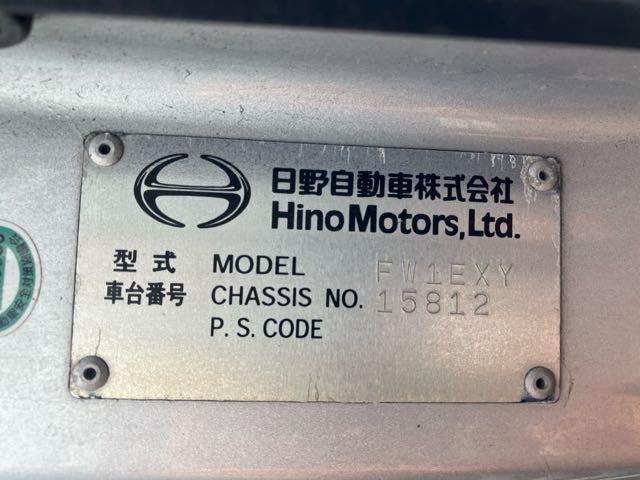 日野自動車株式会社
Hino Motors, Ltd.
型式 MODEL FW1EXY
車台番号 CHASSIS NO. 15812
P. S. CODE